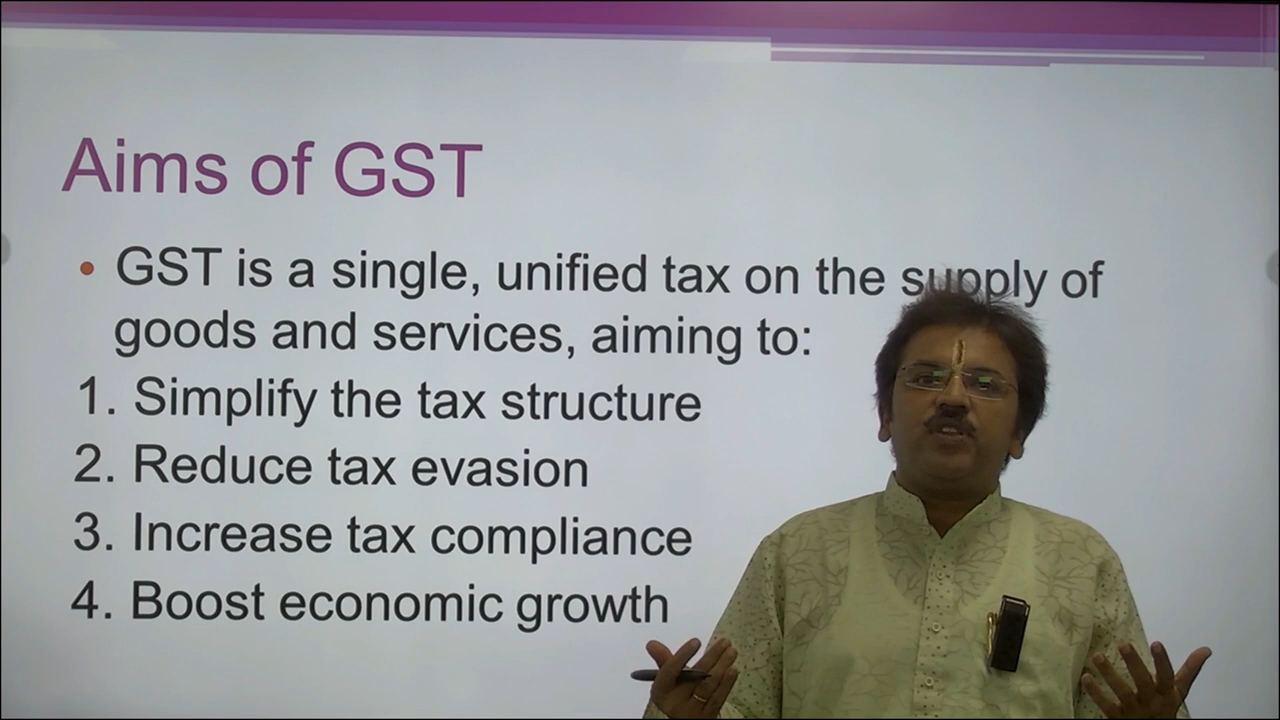 Aims of GST
• GST is a single, unified tax on the supply of
goods and services, aiming to:
1. Simplify the tax structure
2. Reduce tax evasion
3. Increase tax compliance
4. Boost economic growth